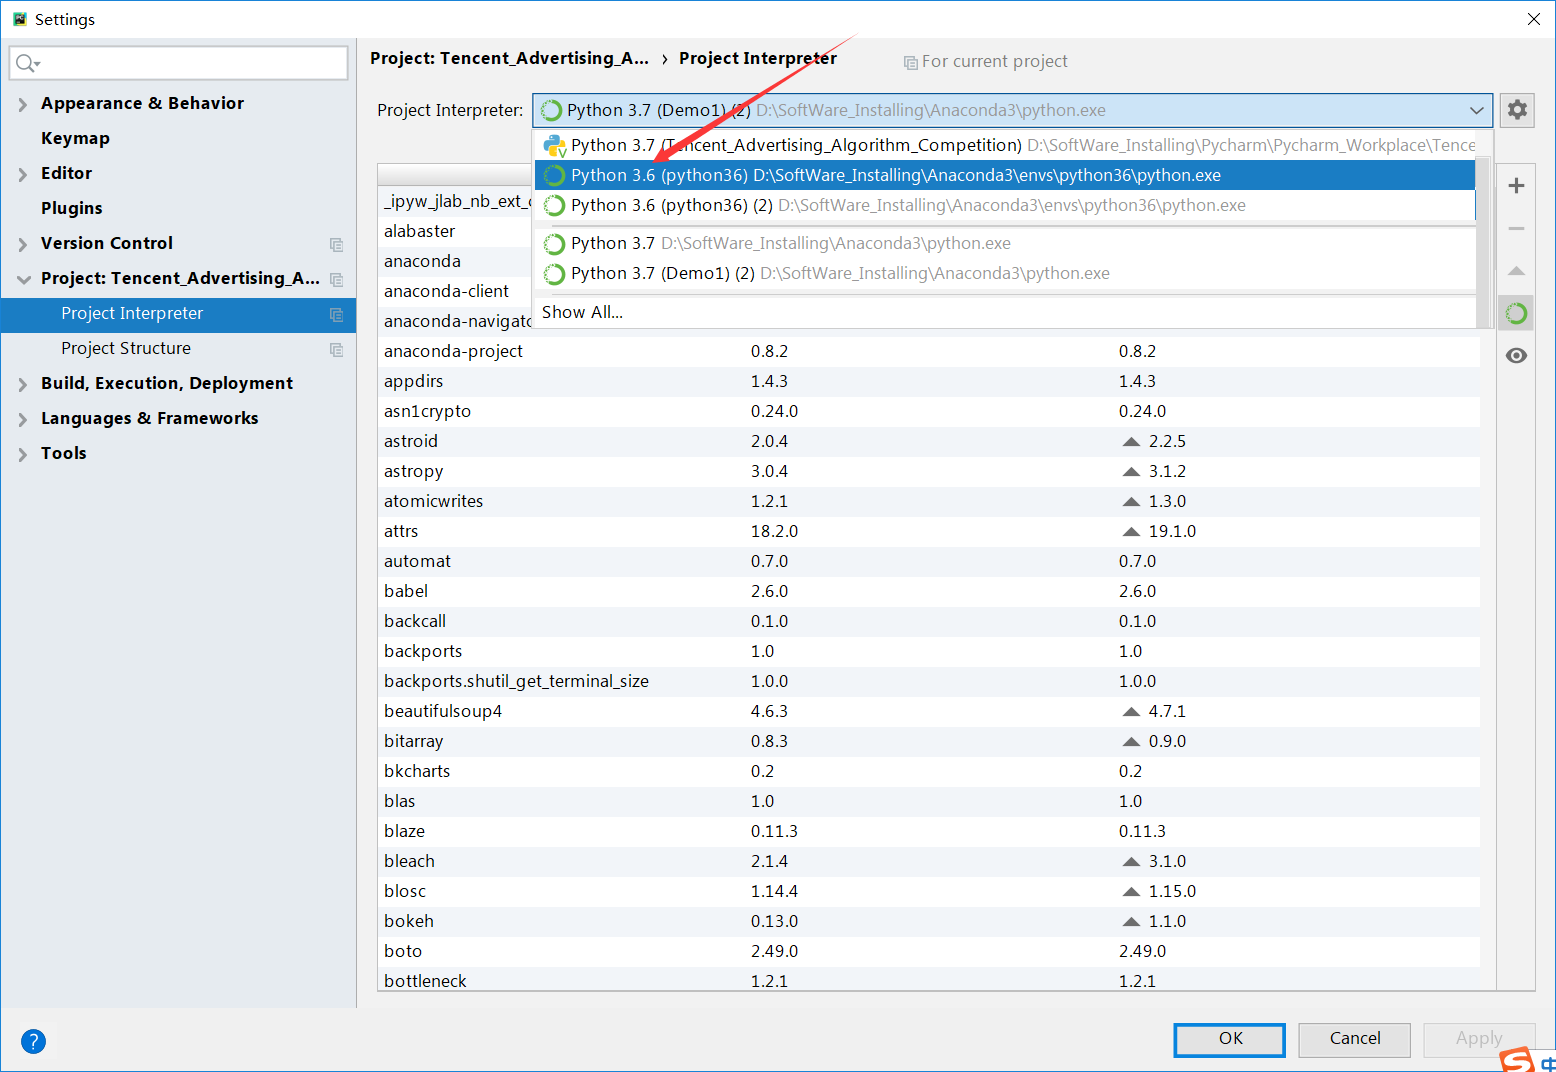 Settings
Project: Tencent_Advertising_A... › Project Interpreter
For current project
Appearance & Behavior
Keymap
Editor
Plugins
Version Control
Project: Tencent_Advertising_A...
Project Interpreter
Project Structure
Build, Execution, Deployment
Languages & Frameworks
Tools
Project Interpreter: Python 3.7 (Demo1) (2) D:\SoftWare_Installing\Anaconda3\python.exe
Python 3.7 (Tencent_Advertising_Algorithm_Competition) D:\SoftWare_Installing\Pycharm\Pycharm_Workplace\Tence
Python 3.6 (python36) D:\SoftWare_Installing\Anaconda3\envs\python36\python.exe
Python 3.6 (python36) (2) D:\SoftWare_Installing\Anaconda3\envs\python36\python.exe
Python 3.7 D:\SoftWare_Installing\Anaconda3\python.exe
Python 3.7 (Demo1) (2) D:\SoftWare_Installing\Anaconda3\python.exe
Show All...
_ipyw_jlab_nb_ext_
alabaster
anaconda
anaconda-client
anaconda-navigato
anaconda-project 0.8.2 0.8.2
appdirs 1.4.3 1.4.3
asn1crypto 0.24.0 0.24.0
astroid 2.0.4 2.2.5
astropy 3.0.4 3.1.2
atomicwrites 1.2.1 1.3.0
attrs 18.2.0 19.1.0
automat 0.7.0 0.7.0
babel 2.6.0 2.6.0
backcall 0.1.0 0.1.0
backports 1.0 1.0
backports.shutil_get_terminal_size 1.0.0 1.0.0
beautifulsoup4 4.6.3 4.7.1
bitarray 0.8.3 0.9.0
bkcharts 0.2 0.2
blas 1.0 1.0
blaze 0.11.3 0.11.3
bleach 2.1.4 3.1.0
blosc 1.14.4 1.15.0
bokeh 0.13.0 1.1.0
boto 2.49.0 2.49.0
bottleneck 1.2.1 1.2.1
?
OK
Cancel
Apply
S
中